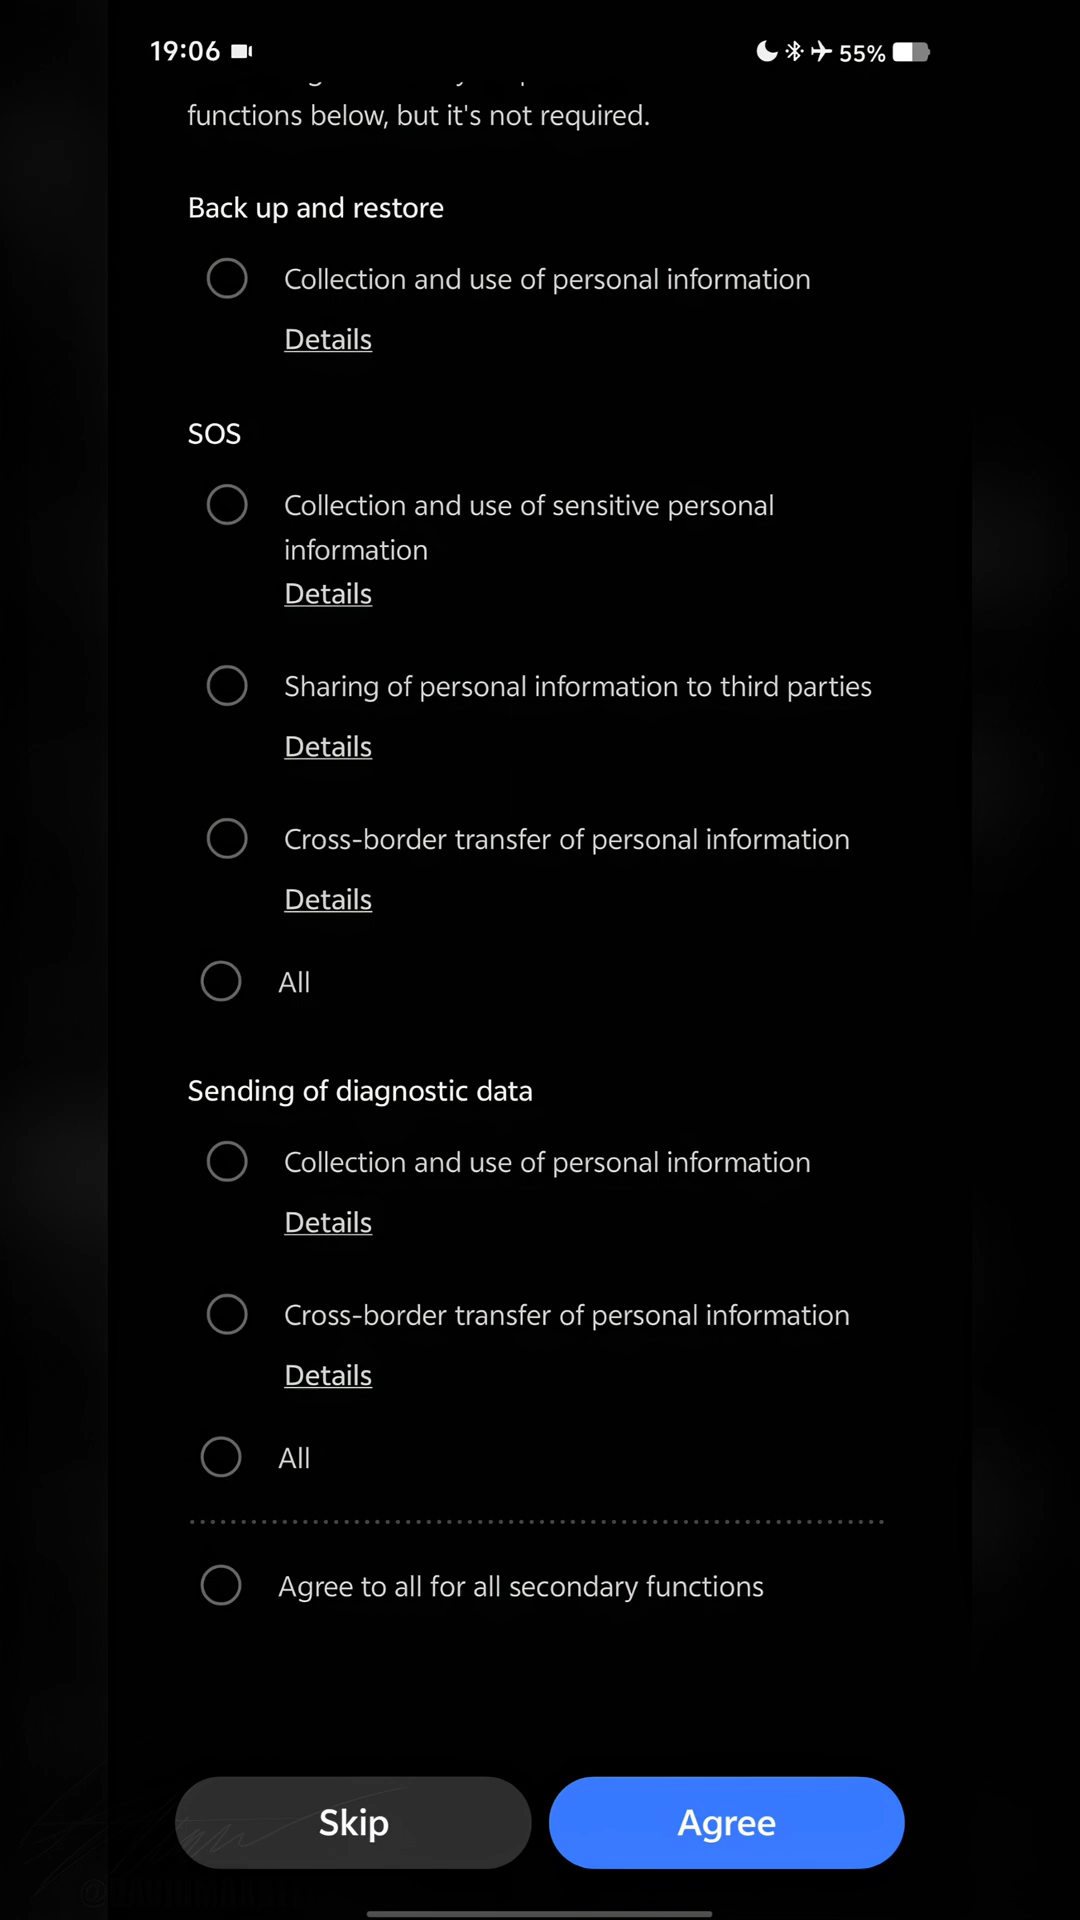 19:06
55%
functions below, but it's not required.
Back up and restore
Collection and use of personal information
Details
SOS
Collection and use of sensitive personal
information
Details
Sharing of personal information to third parties
Details
Cross-border transfer of personal information
Details
All
Sending of diagnostic data
Collection and use of personal information
Details
Cross-border transfer of personal information
Details
All
Agree to all for all secondary functions
Skip
Agree